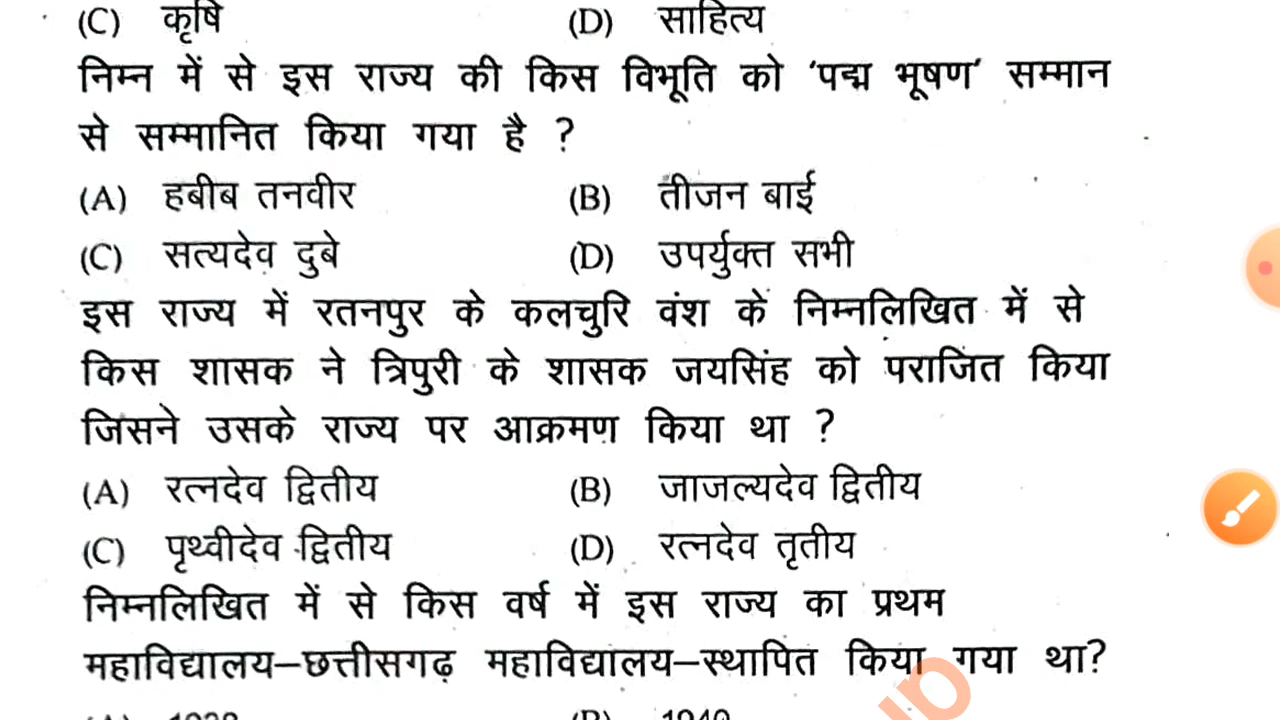 (C) कृषि (D) साहित्य
निम्न में से इस राज्य की किस विभूति को 'पद्म भूषण' सम्मान
से सम्मानित किया गया है ?
(A) हबीब तनवीर (B) तीजन बाई
(C) सत्यदेव दुबे (D) उपर्युक्त सभी
इस राज्य में रतनपुर के कलचुरि वंश के निम्नलिखित में से
किस शासक ने त्रिपुरी के शासक जयसिंह को पराजित किया
जिसने उसके राज्य पर आक्रमण किया था ?
(A) रत्नदेव द्वितीय (B) जाजल्यदेव द्वितीय
(C) पृथ्वीदेव द्वितीय (D) रत्नदेव तृतीय
निम्नलिखित में से किस वर्ष में इस राज्य का प्रथम
महाविद्यालय–छत्तीसगढ़ महाविद्यालय–स्थापित किया गया था?